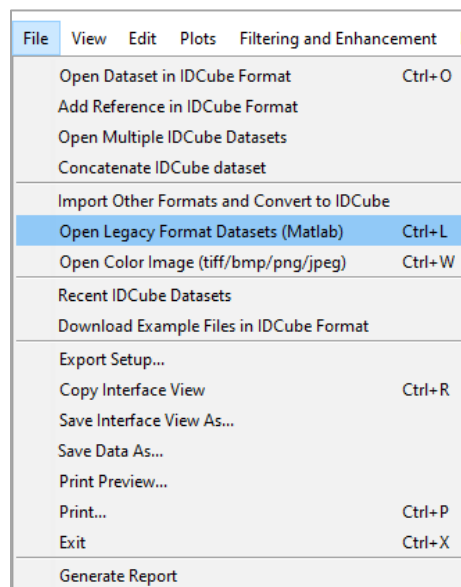 File View Edit Plots Filtering and Enhancement
Open Dataset in IDCube Format Ctrl+O
Add Reference in IDCube Format
Open Multiple IDCube Datasets
Concatenate IDCube dataset
Import Other Formats and Convert to IDCube
Open Legacy Format Datasets (Matlab) Ctrl+L
Open Color Image (tiff/bmp/png/jpeg) Ctrl+W
Recent IDCube Datasets
Download Example Files in IDCube Format
Export Setup...
Copy Interface View Ctrl+R
Save Interface View As...
Save Data As...
Print Preview...
Print... Ctrl+P
Exit Ctrl+X
Generate Report